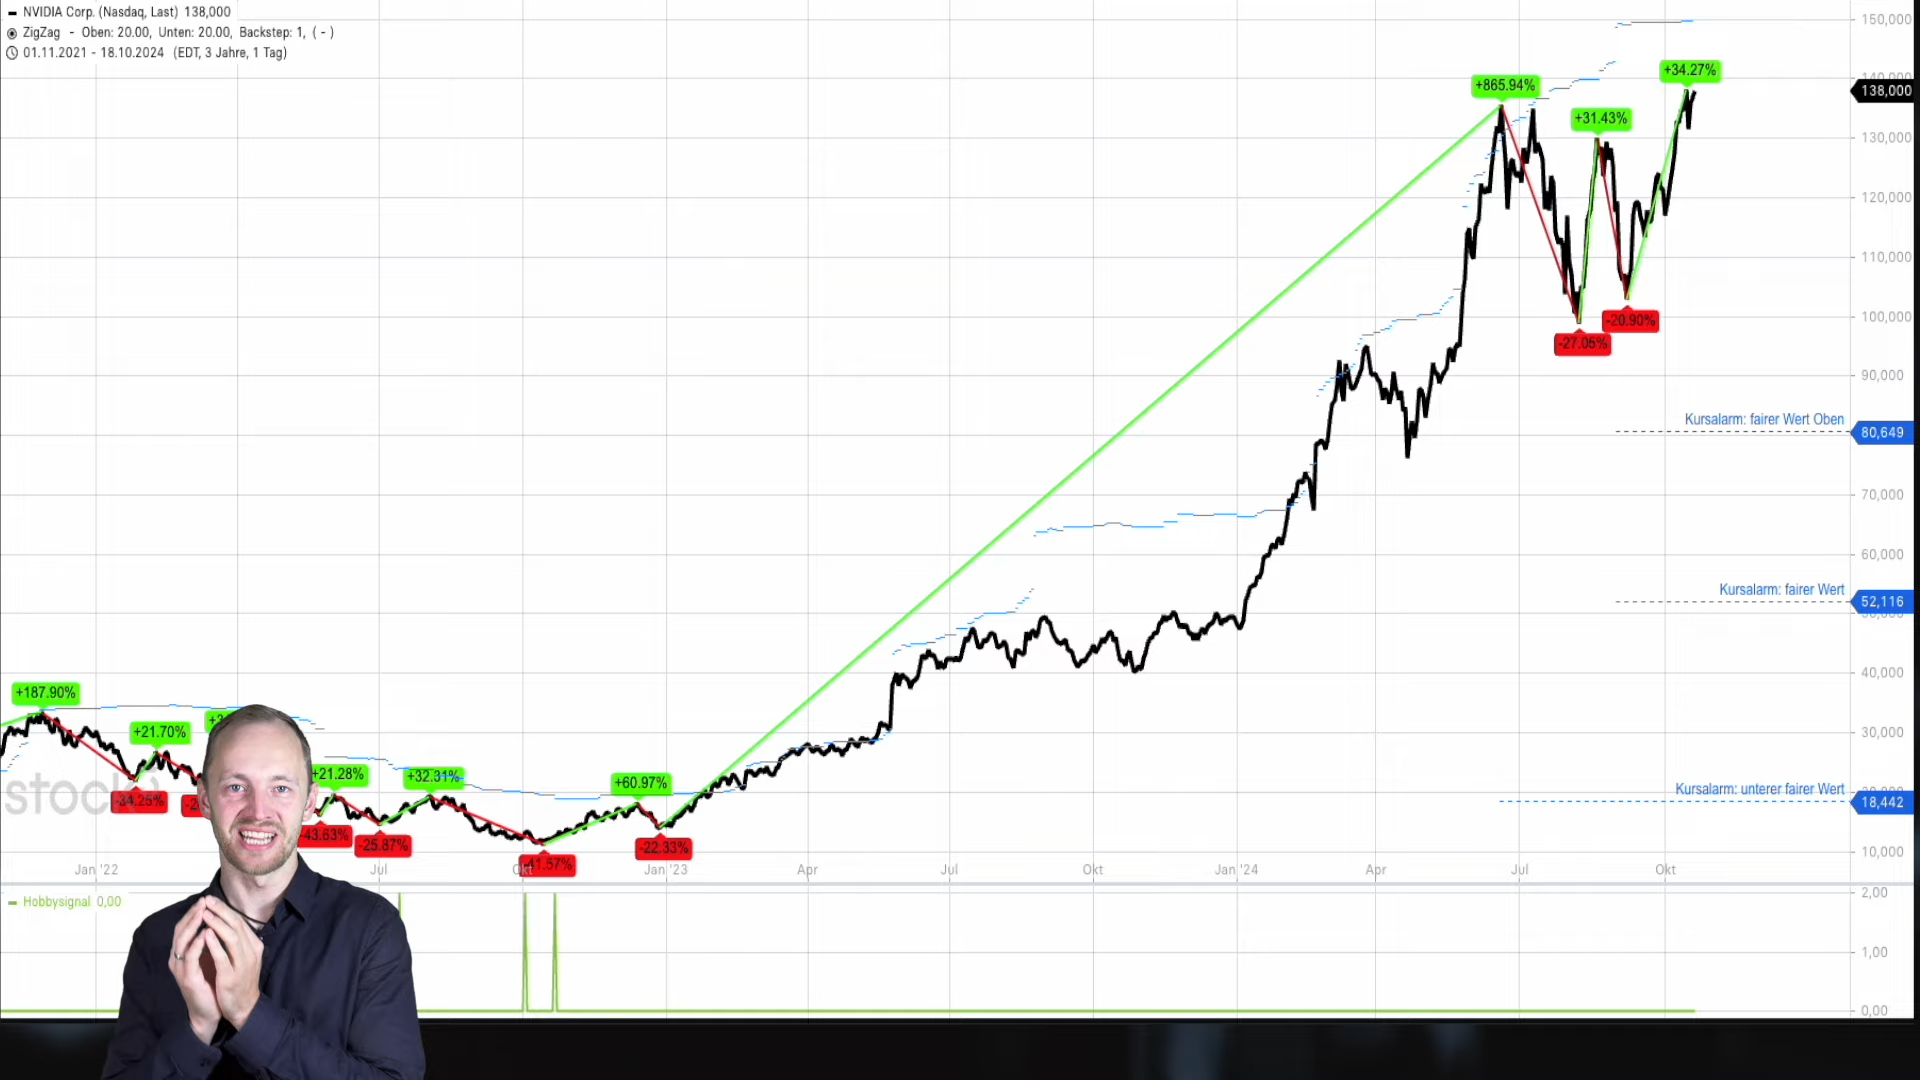 NVIDIA Corp. (Nasdaq, Last) 138,000
ZigZag - Oben: 20.00, Unten: 20.00, Backstep: 1, ( - )
01.11.2021 - 18.10.2024 (EDT, 3 Jahre, 1 Tag)
150,000
140,000
138,000
130,000
120,000
110,000
100,000
90,000
80,649
70,000
60,000
52,116
40,000
30,000
18,442
10,000
+865.94%
+34.27%
+31.43%
-27.05%
-20.90%
Kursalarm: fairer Wert Oben
Kursalarm: fairer Wert
Kursalarm: unterer fairer Wert
+187.90%
+21.70%
+21.28%
+32.31%
+60.97%
-34.25%
-43.63%
-25.87%
-41.57%
-22.33%
Jan '22
Jul
Okt
Jan '23
Apr
Jul
Okt
Jan '24
Apr
Jul
Okt
Hobbysignal 0,00
2,00
1,00
0,00